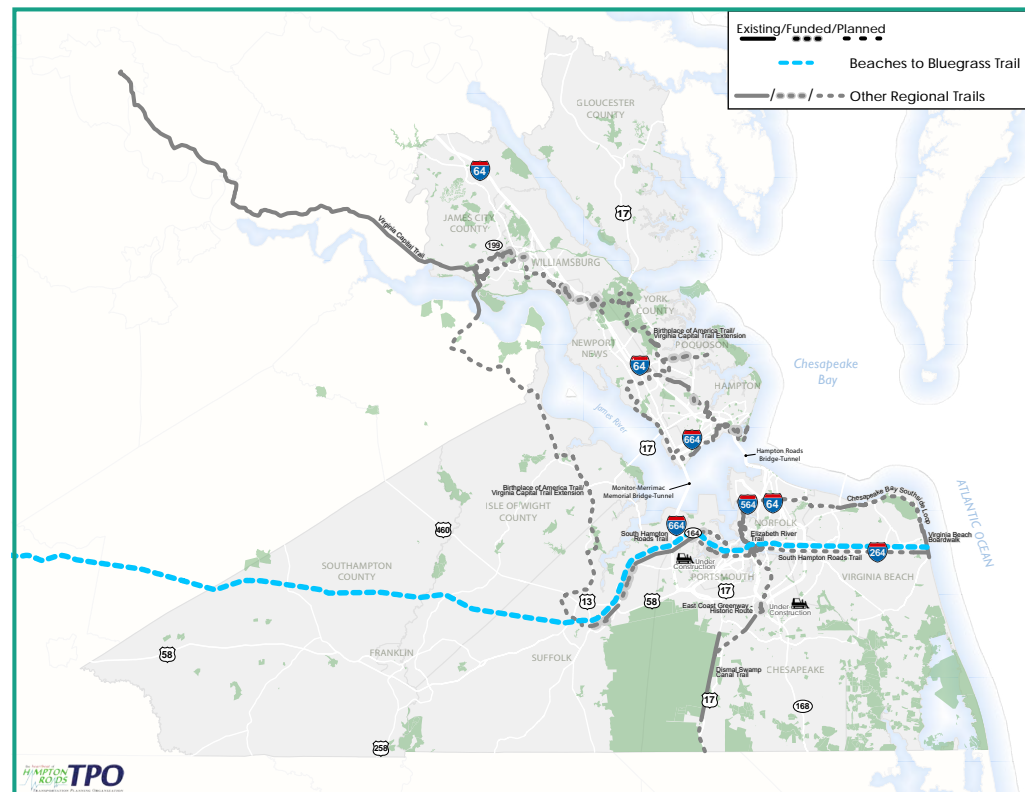 Existing/Funded/Planned
Beaches to Bluegrass Trail
Other Regional Trails
GLOUCESTER
COUNTY
64
17
JAMES CITY
COUNTY
Virginia Capital Trail
199
WILLIAMSBURG
YORK
COUNTY
Birthplace of America Trail/
Virginia Capital Trail Extension
POQUOSON
NEWPORT
NEWS
64
Chesapeake
Bay
HAMPTON
James River
664
17
Hampton Roads
Bridge-Tunnel
Monitor-Merrimac
Memorial Bridge-Tunnel
Birthplace of America Trail/
Virginia Capital Trail Extension
ISLE OF WIGHT
COUNTY
460
564
64
Chesapeake Bay Southside Loop
ATLANTIC OCEAN
664
164
NORFOLK
South Hampton
Roads Trail
Elizabeth River
Trail
Virginia Beach
Boardwalk
South Hampton Roads Trail
264
Under
Construction
SOUTHAMPTON
COUNTY
PORTSMOUTH
VIRGINIA BEACH
17
13
58
East Coast Greenway -
Historic Route
Under
Construction
58
FRANKLIN
SUFFOLK
CHESAPEAKE
Dismal Swamp
Canal Trail
17
168
258
HAMPTON
ROADS
TPO
TRANSPORTATION PLANNING ORGANIZATION